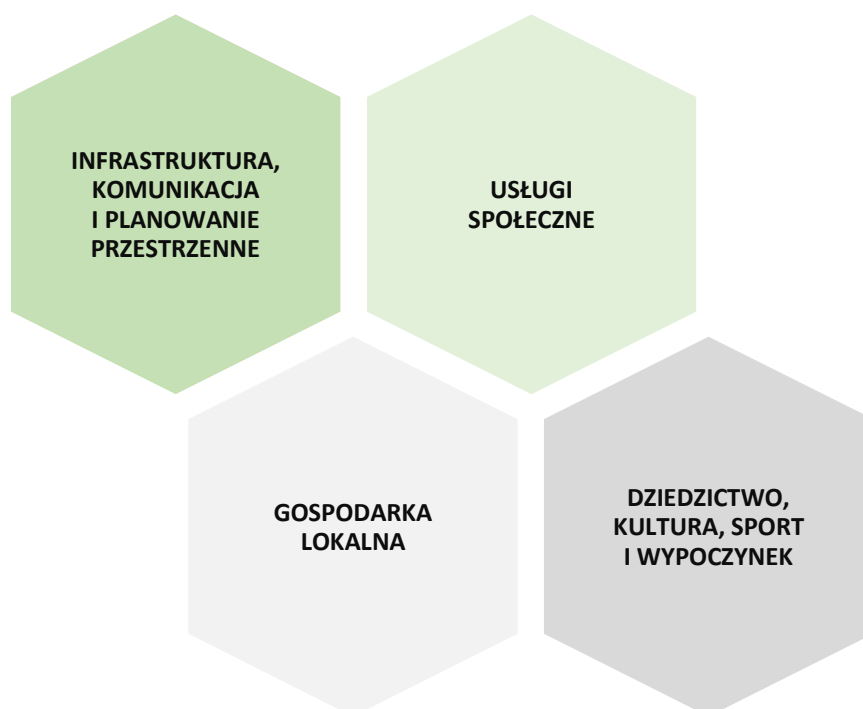 INFRASTRUKTURA,
KOMUNIKACJA
I PLANOWANIE
PRZESTRZENNE
USŁUGI
SPOŁECZNE
GOSPODARKA
LOKALNA
DZIEDZICTWO,
KULTURA, SPORT
I WYPOCZYNEK